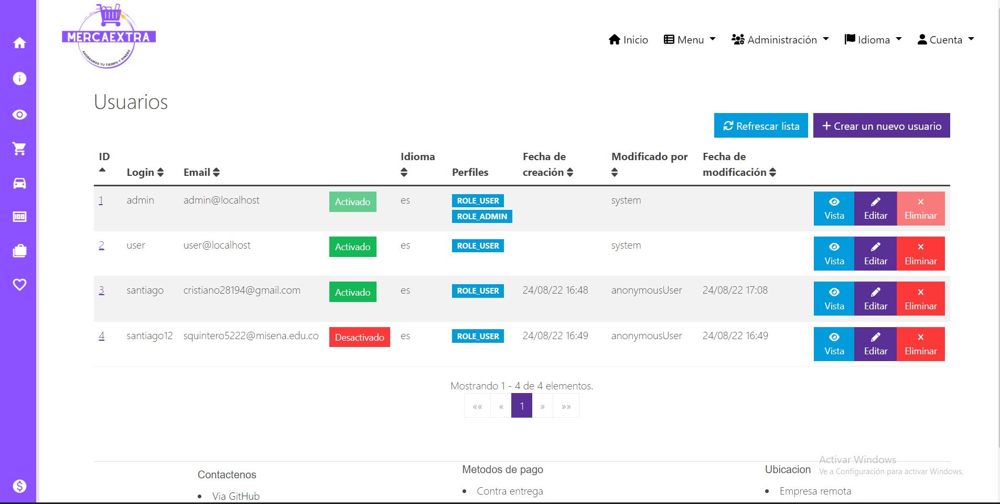 MERCAEXTRA
AHORRAMOS TU TIEMPO Y DINERO
Inicio Menu Administración Idioma Cuenta
Usuarios
Refrescar lista + Crear un nuevo usuario
ID Login Email Idioma Perfiles Fecha de creación Modificado por Fecha de modificación
1 admin admin@localhost Activado es ROLE_USER ROLE_ADMIN system Vista Editar × Eliminar
2 user user@localhost Activado es ROLE_USER system Vista Editar × Eliminar
3 santiago cristiano28194@gmail.com Activado es ROLE_USER 24/08/22 16:48 anonymousUser 24/08/22 17:08 Vista Editar × Eliminar
4 santiago12 squintero5222@misena.edu.co Desactivado es ROLE_USER 24/08/22 16:49 anonymousUser 24/08/22 16:49 Vista Editar × Eliminar
Mostrando 1 - 4 de 4 elementos.
«« « 1 » »»
Contactenos
• Via GitHub
Metodos de pago
• Contra entrega
Ubicacion
• Empresa remota
Activar Windows
Ve a Configuración para activar Windows.